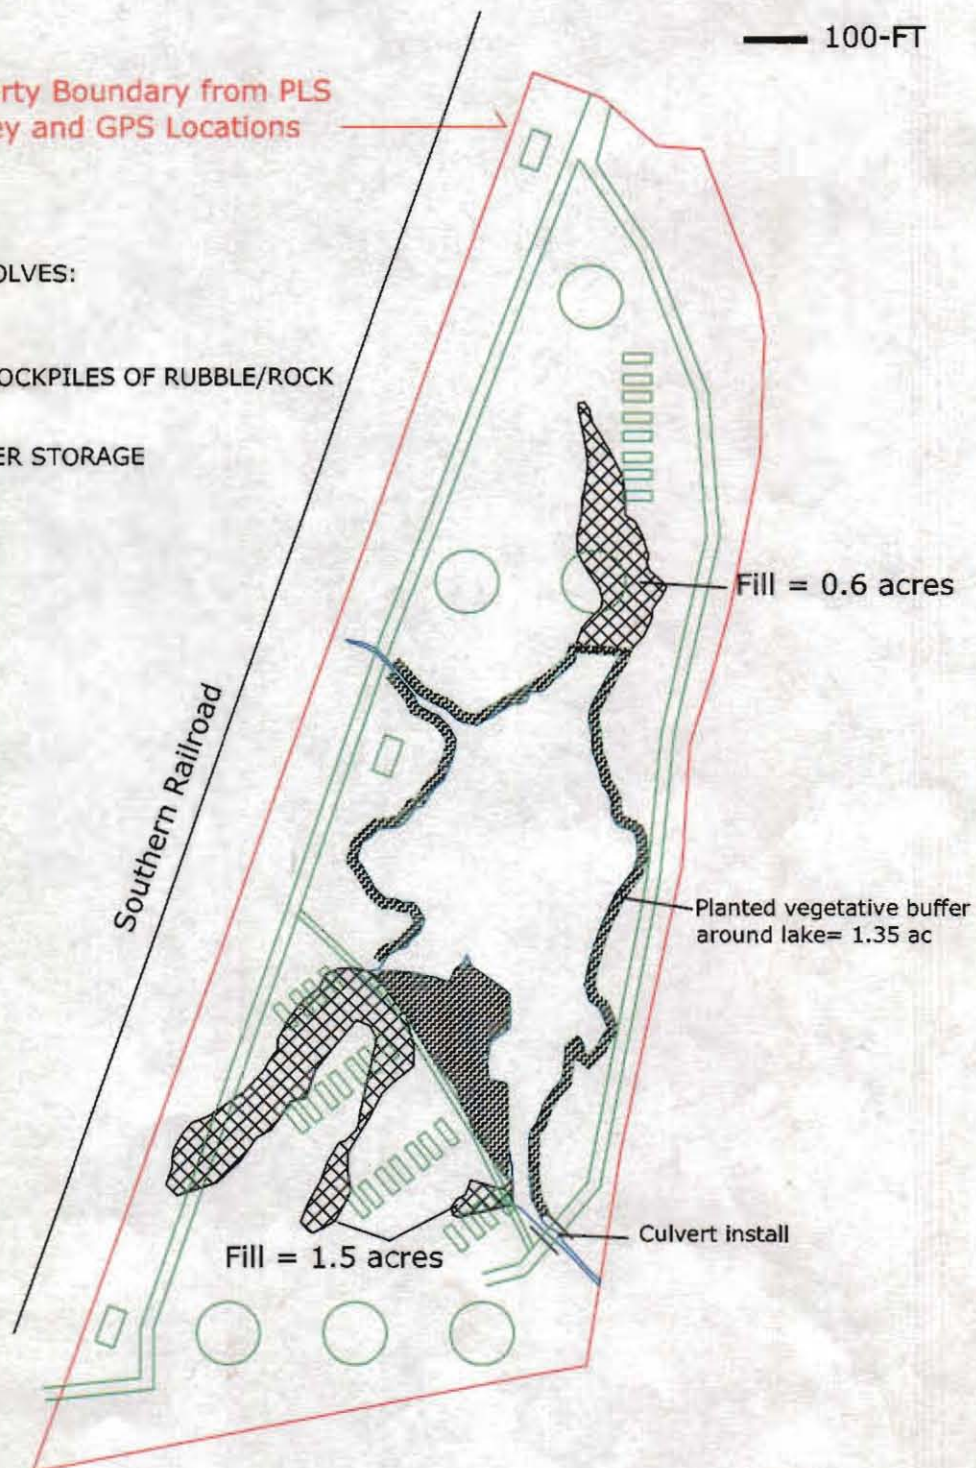 100-FT
rty Boundary from PLS
ey and GPS Locations
OLVES:
OCKPILES OF RUBBLE/ROCK
ER STORAGE
Fill = 0.6 acres
Southern Railroad
Planted vegetative buffer
around lake= 1.35 ac
Culvert install
Fill = 1.5 acres